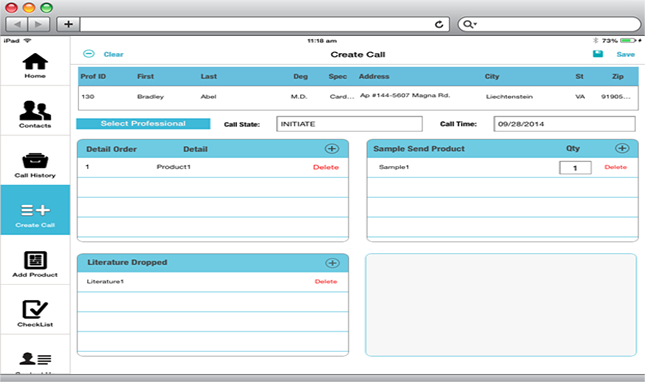 iPad 11:18 am 73%
Clear Create Call Save
Home
Contacts
Call History
Create Call
Add Product
CheckList
Prof ID First Last Deg Spec Address City St Zip
130 Bradley Abel M.D. Card... Ap #144-5607 Magna Rd. Liechtenstein VA 91905...
Select Professional Call State: INITIATE Call Time: 09/28/2014
Detail Order Detail
1 Product1 Delete
Sample Send Product Qty
Sample1 1 Delete
Literature Dropped
Literature1 Delete